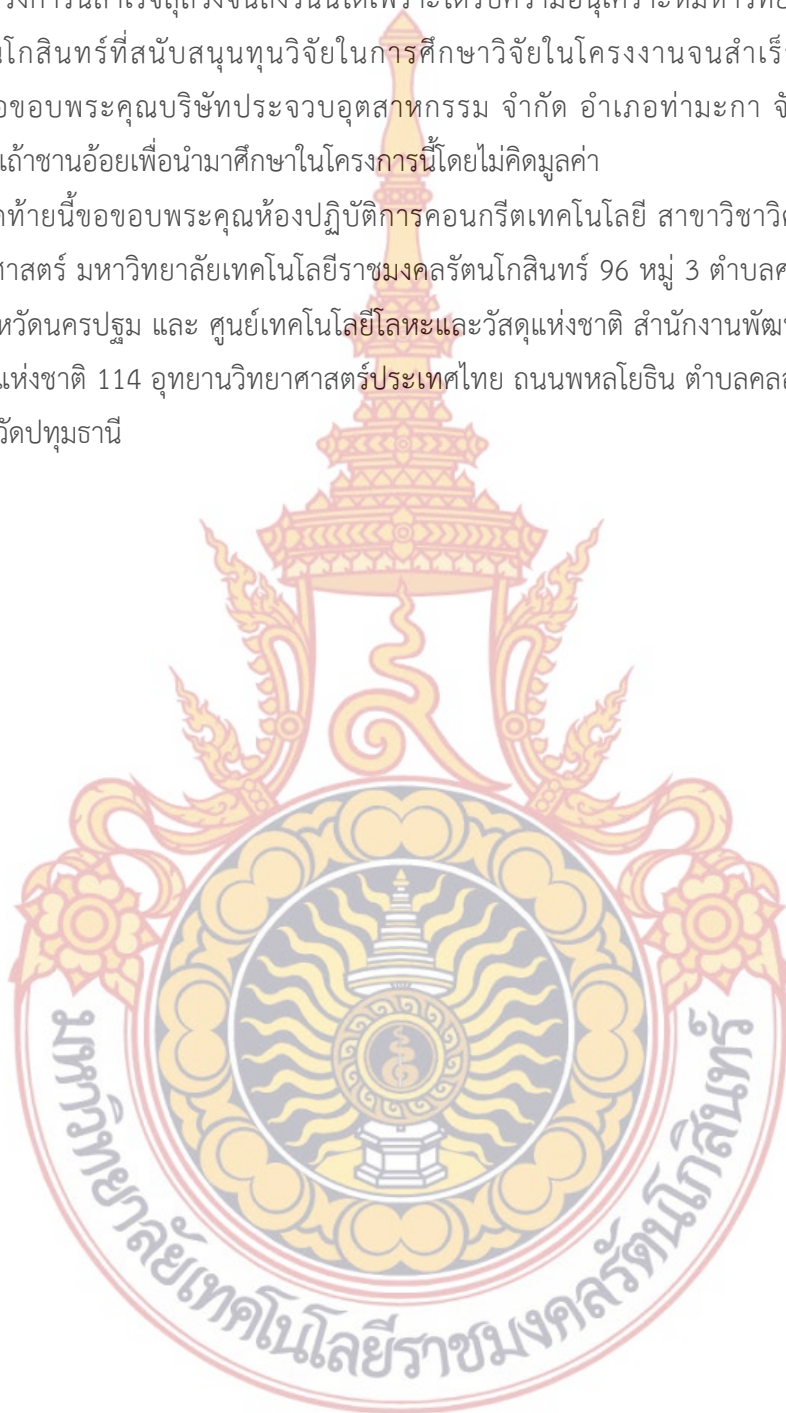 นโกสินทร์ที่สนับสนุนทุนวิจัยในการศึกษาวิจัยในโครงงานจนสำเร็
อขอบพระคุณบริษัทประจวบอุตสาหกรรม จำกัด อำเภอท่ามะกา จั
เถ้าชานอ้อยเพื่อนำมาศึกษาในโครงการนี้โดยไม่คิดมูลค่า
ท้ายนี้ขอขอบพระคุณห้องปฏิบัติการคอนกรีตเทคโนโลยี สาขาวิชาวิ
าสตร์ มหาวิทยาลัยเทคโนโลยีราชมงคลรัตนโกสินทร์ 96 หมู่ 3 ตำบลศ
หวัดนครปฐม และ ศูนย์เทคโนโลยีโลหะและวัสดุแห่งชาติ สำนักงานพัฒ
แห่งชาติ 114 อุทยานวิทยาศาสตร์ประเทศไทย ถนนพหลโยธิน ตำบลคลอ
วัดปทุมธานี
มหาวิทยาลัยเทคโนโลยีราชมงคลรัตนโกสินทร์